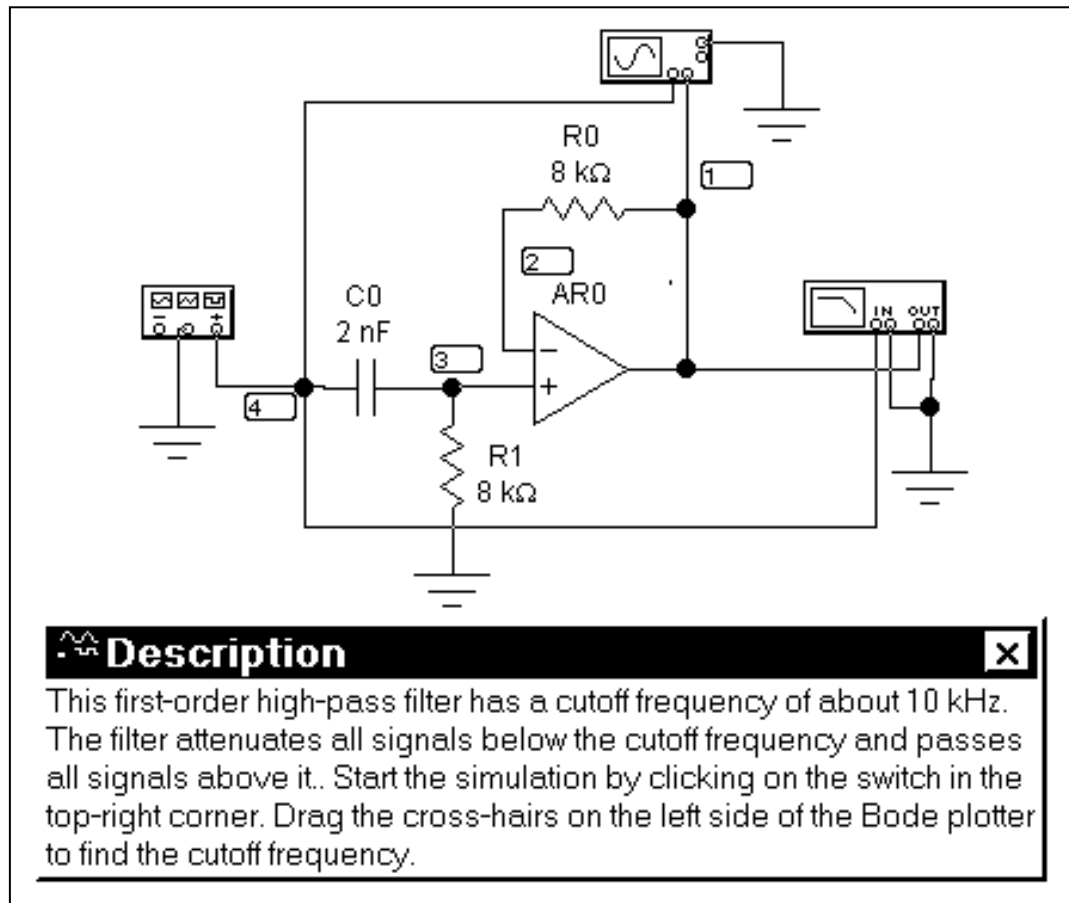 R0
8 kΩ
1
2
AR0
C0
2 nF
IN OUT
3
4
R1
8 kΩ
Description
This first-order high-pass filter has a cutoff frequency of about 10 kHz.
The filter attenuates all signals below the cutoff frequency and passes
all signals above it.. Start the simulation by clicking on the switch in the
top-right corner. Drag the cross-hairs on the left side of the Bode plotter
to find the cutoff frequency.